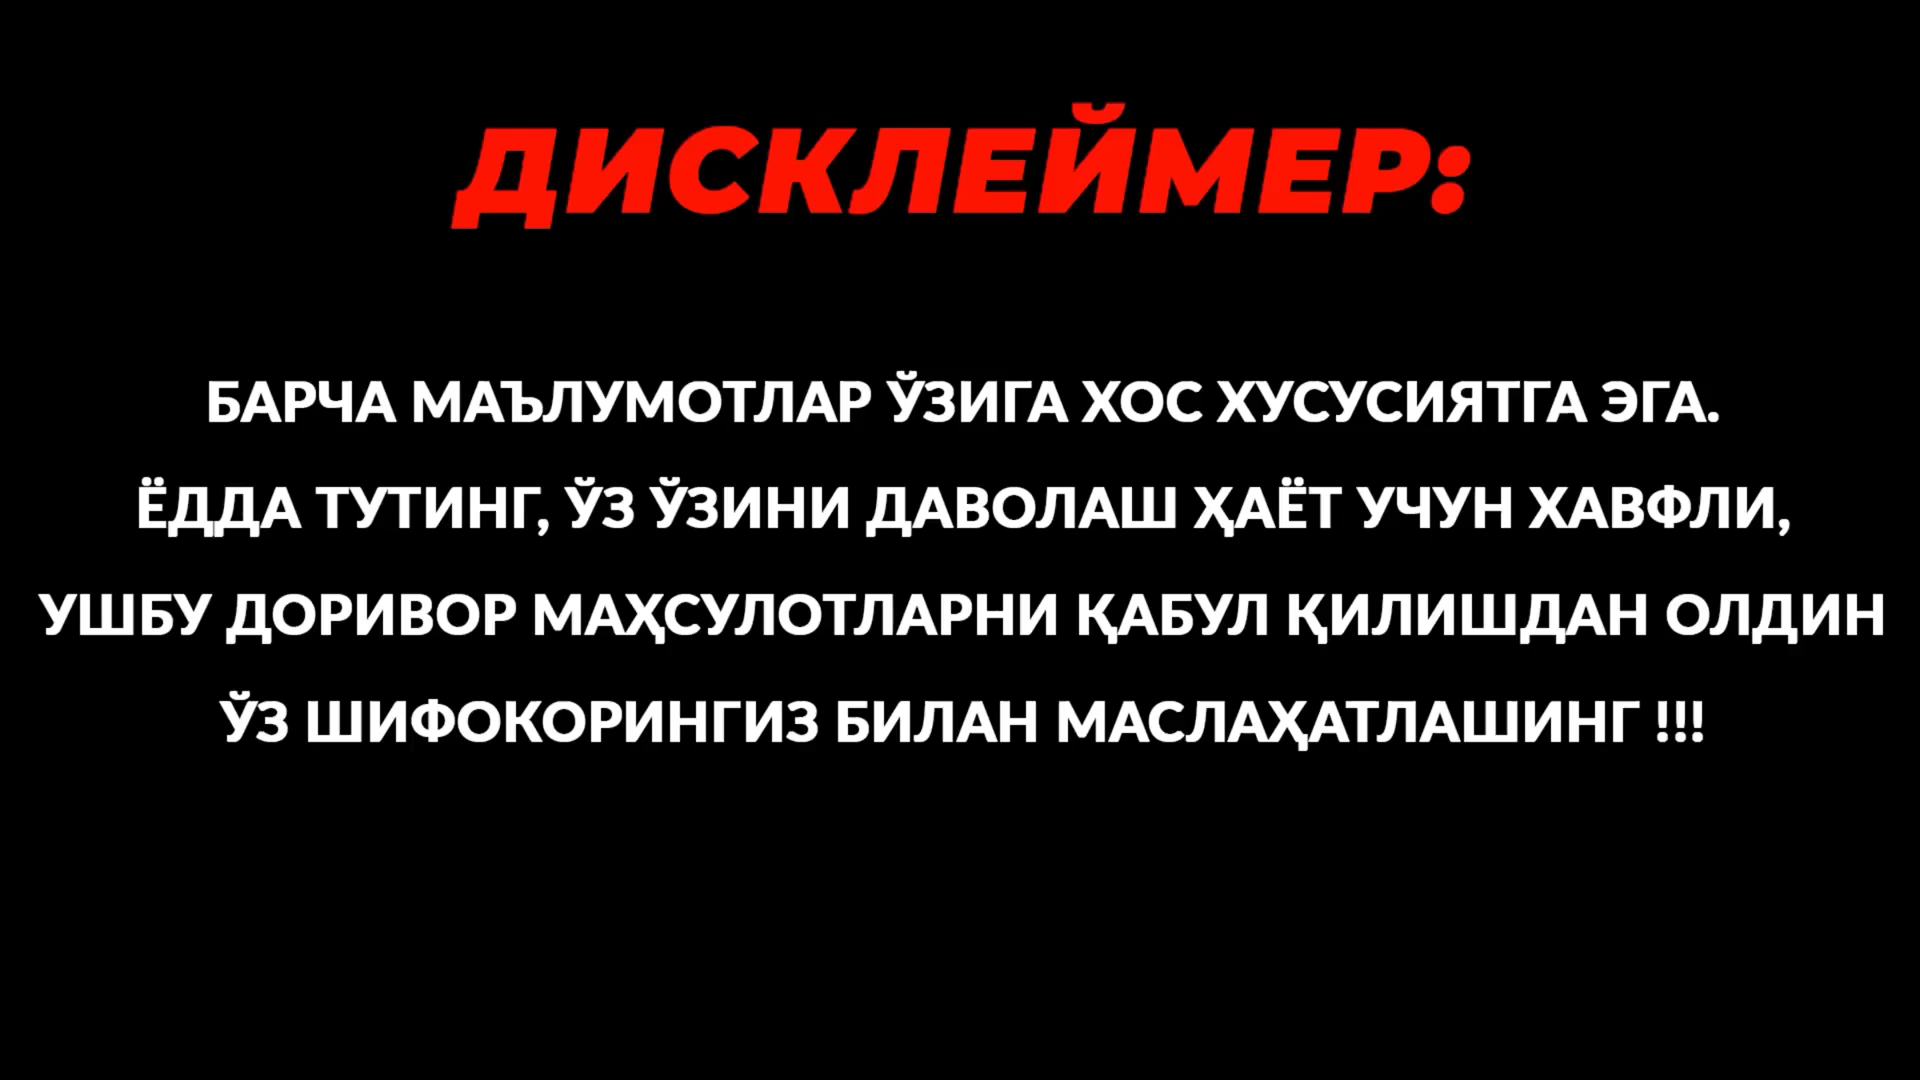 ДИСКЛЕЙМЕР:
БАРЧА МАЪЛУМОТЛАР ЎЗИГА ХОС ХУСУСИЯТГА ЭГА.
ЁДДА ТУТИНГ, ЎЗ ЎЗИНИ ДАВОЛАШ ҲАЁТ УЧУН ХАВФЛИ,
УШБУ ДОРИВОР МАҲСУЛОТЛАРНИ ҚАБУЛ ҚИЛИШДАН ОЛДИН
ЎЗ ШИФОКОРИНГИЗ БИЛАН МАСЛАҲАТЛАШИНГ !!!